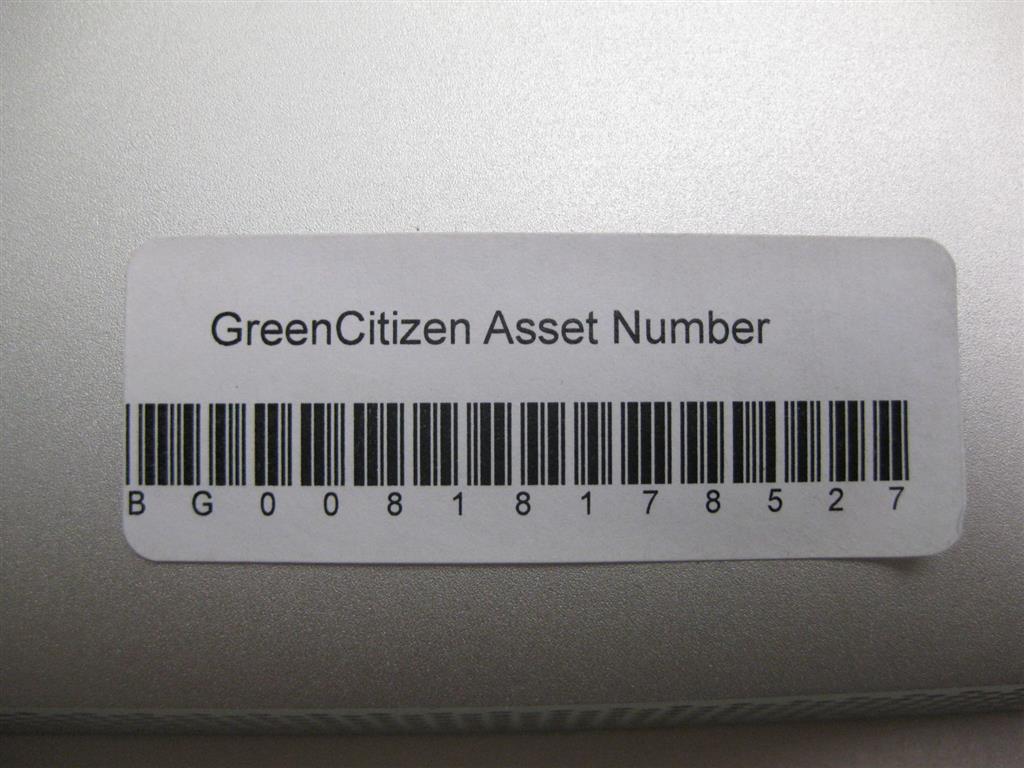 GreenCitizen Asset Number
B G 0 0 8 1 8 1 7 8 5 2 7